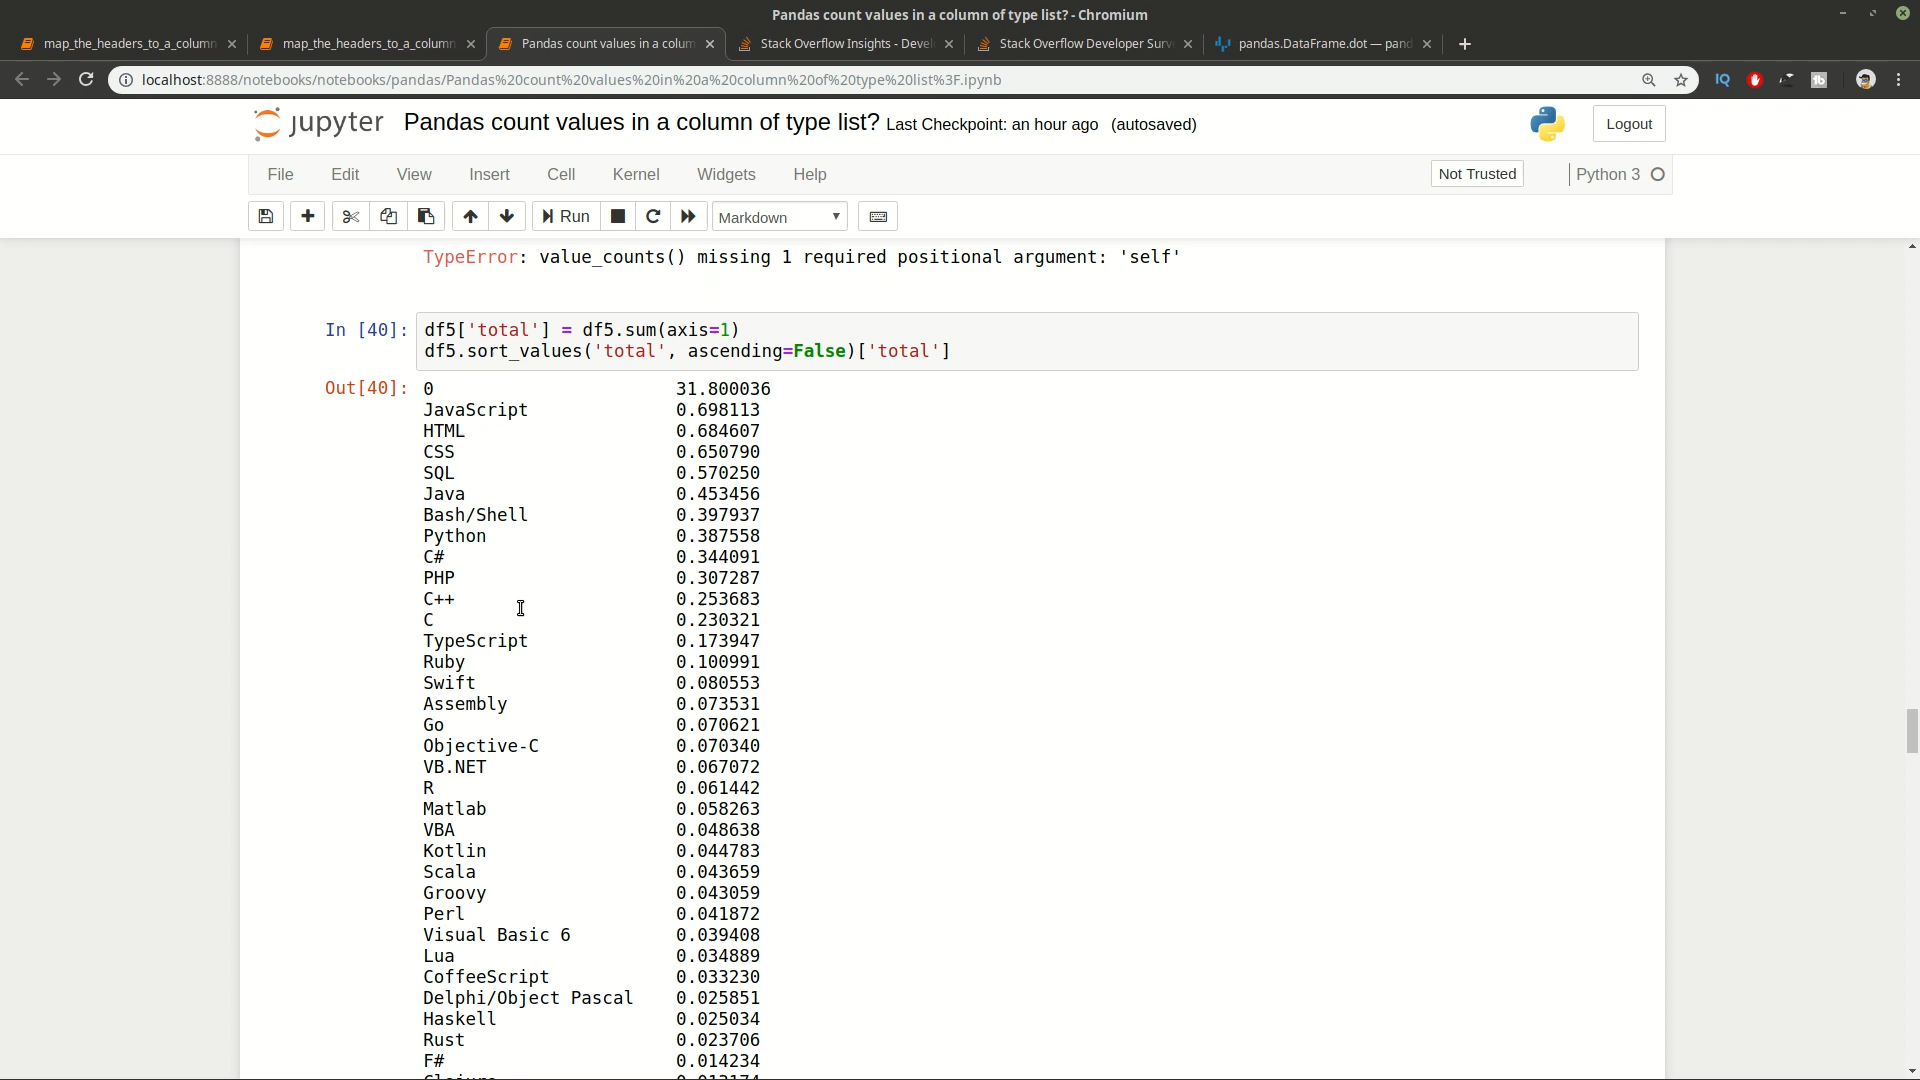 Pandas count values in a column of type list? - Chromium
map_the_headers_to_a_column
map_the_headers_to_a_column
Pandas count values in a colum
Stack Overflow Insights - Devel
Stack Overflow Developer Surv
pandas.DataFrame.dot — pand
localhost:8888/notebooks/notebooks/pandas/Pandas%20count%20values%20in%20a%20column%20of%20type%20list%3F.ipynb
IQ
tb
jupyter Pandas count values in a column of type list? Last Checkpoint: an hour ago (autosaved)
Logout
File Edit View Insert Cell Kernel Widgets Help
Not Trusted
Python 3
Run
Markdown
TypeError: value_counts() missing 1 required positional argument: 'self'
In [40]: df5['total'] = df5.sum(axis=1)
df5.sort_values('total', ascending=False)['total']
Out[40]: 0 31.800036
JavaScript 0.698113
HTML 0.684607
CSS 0.650790
SQL 0.570250
Java 0.453456
Bash/Shell 0.397937
Python 0.387558
C# 0.344091
PHP 0.307287
C++ 0.253683
C 0.230321
TypeScript 0.173947
Ruby 0.100991
Swift 0.080553
Assembly 0.073531
Go 0.070621
Objective-C 0.070340
VB.NET 0.067072
R 0.061442
Matlab 0.058263
VBA 0.048638
Kotlin 0.044783
Scala 0.043659
Groovy 0.043059
Perl 0.041872
Visual Basic 6 0.039408
Lua 0.034889
CoffeeScript 0.033230
Delphi/Object Pascal 0.025851
Haskell 0.025034
Rust 0.023706
F# 0.014234